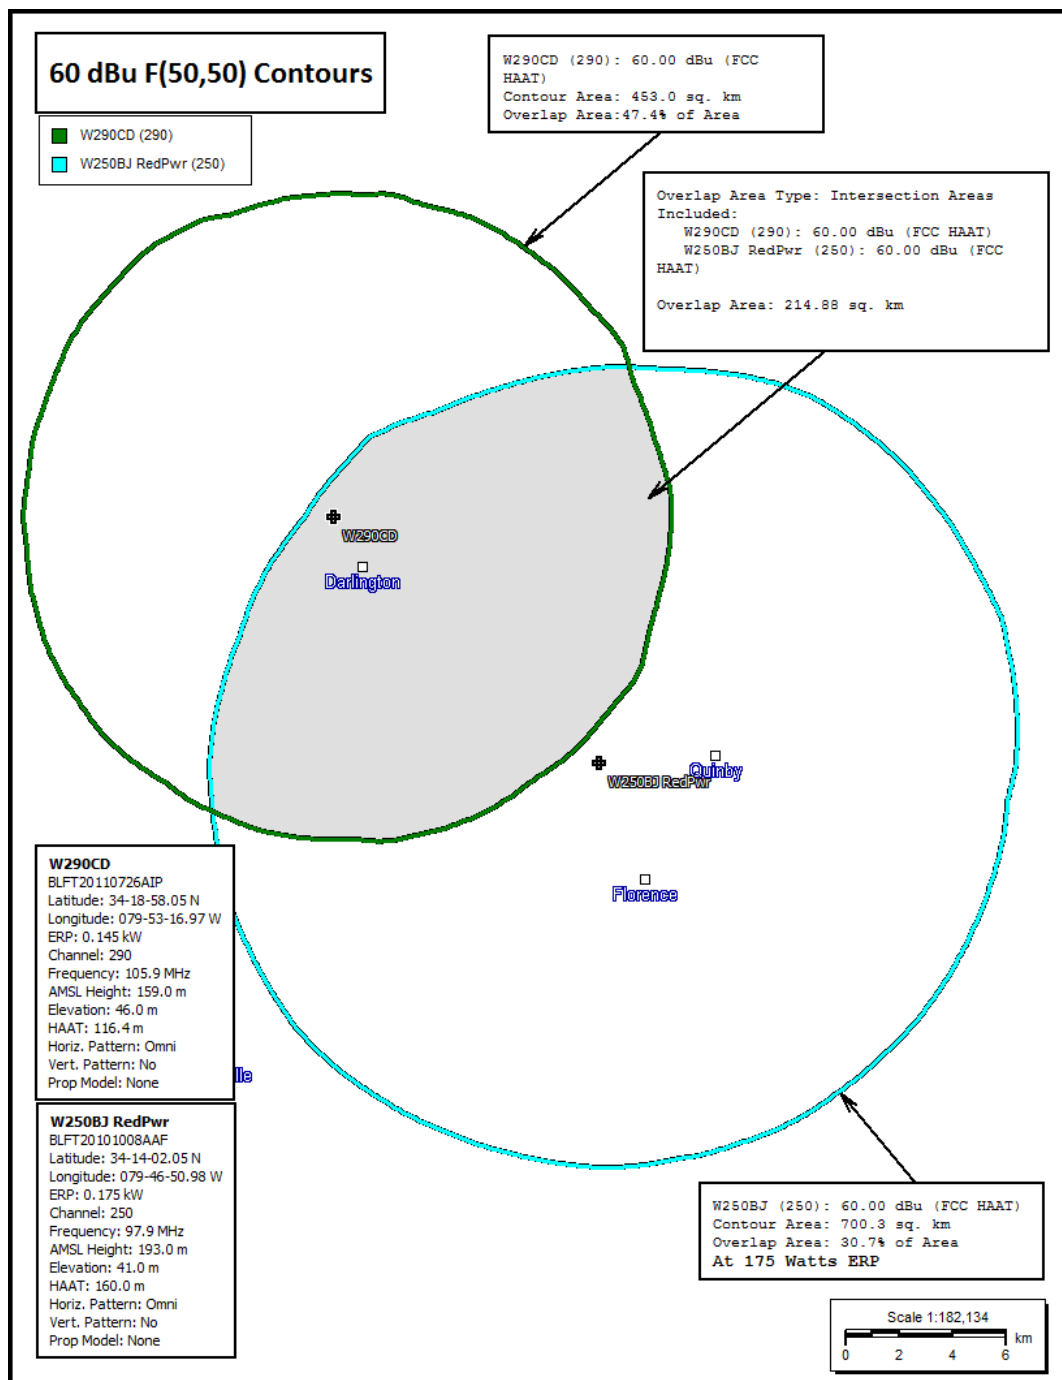 60 dBu F(50,50) Contours
W290CD (290)
W250BJ RedPwr (250)
W290CD (290): 60.00 dBu (FCC
HAAT)
Contour Area: 453.0 sq. km
Overlap Area:47.4% of Area
Overlap Area Type: Intersection Areas
Included:
W290CD (290): 60.00 dBu (FCC HAAT)
W250BJ RedPwr (250): 60.00 dBu (FCC
HAAT)
Overlap Area: 214.88 sq. km
W290CD
Darlington
Quinby
W250BJ RedPwr
Florence
W290CD
BLFT20110726AIP
Latitude: 34-18-58.05 N
Longitude: 079-53-16.97 W
ERP: 0.145 kW
Channel: 290
Frequency: 105.9 MHz
AMSL Height: 159.0 m
Elevation: 46.0 m
HAAT: 116.4 m
Horiz. Pattern: Omni
Vert. Pattern: No
Prop Model: None
lle
W250BJ RedPwr
BLFT20101008AAF
Latitude: 34-14-02.05 N
Longitude: 079-46-50.98 W
ERP: 0.175 kW
Channel: 250
Frequency: 97.9 MHz
AMSL Height: 193.0 m
Elevation: 41.0 m
HAAT: 160.0 m
Horiz. Pattern: Omni
Vert. Pattern: No
Prop Model: None
W250BJ (250): 60.00 dBu (FCC HAAT)
Contour Area: 700.3 sq. km
Overlap Area: 30.7% of Area
At 175 Watts ERP
Scale 1:182,134
km
0 2 4 6